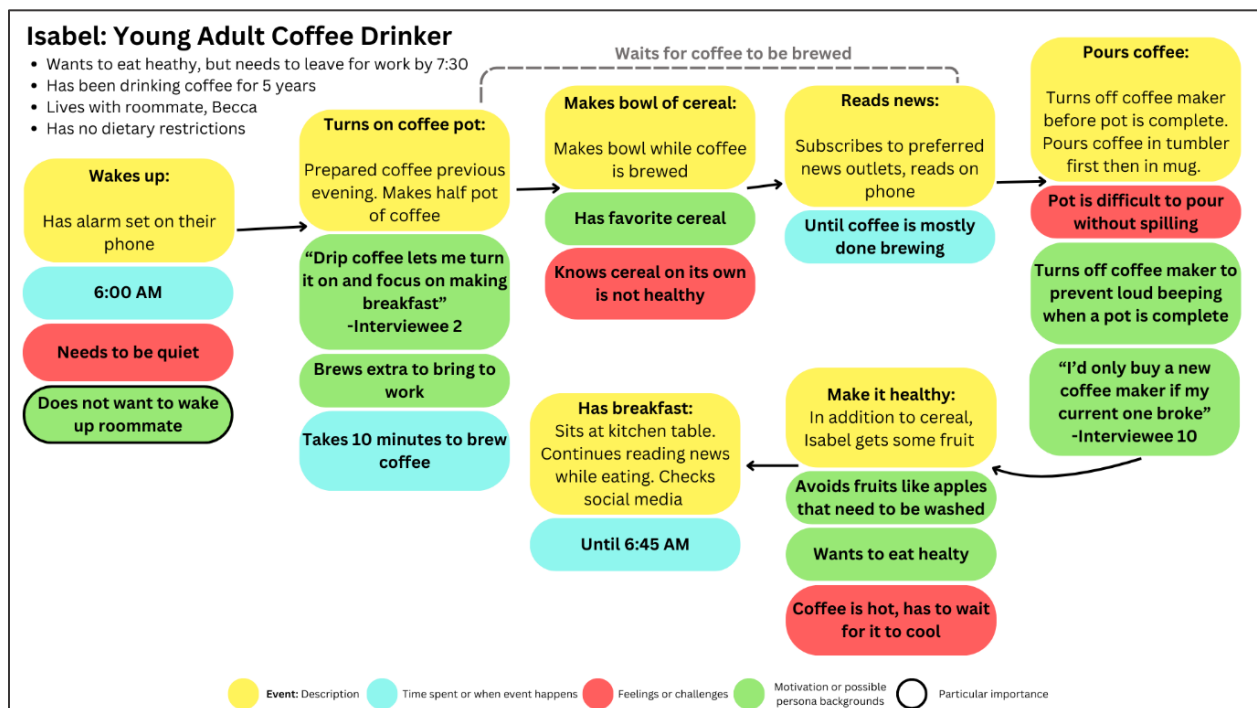 Isabel: Young Adult Coffee Drinker
Wants to eat heathy, but needs to leave for work by 7:30
Has been drinking coffee for 5 years
Lives with roommate, Becca
Has no dietary restrictions
Waits for coffee to be brewed
Wakes up:
Has alarm set on their
phone
6:00 AM
Needs to be quiet
Does not want to wake
up roommate
Turns on coffee pot:
Prepared coffee previous
evening. Makes half pot
of coffee
“Drip coffee lets me turn
it on and focus on making
breakfast”
-Interviewee 2
Brews extra to bring to
work
Takes 10 minutes to brew
coffee
Makes bowl of cereal:
Makes bowl while coffee
is brewed
Has favorite cereal
Knows cereal on its own
is not healthy
Reads news:
Subscribes to preferred
news outlets, reads on
phone
Until coffee is mostly
done brewing
Pours coffee:
Turns off coffee maker
before pot is complete.
Pours coffee in tumbler
first then in mug.
Pot is difficult to pour
without spilling
Turns off coffee maker to
prevent loud beeping
when a pot is complete
“I’d only buy a new
coffee maker if my
current one broke”
-Interviewee 10
Make it healthy:
In addition to cereal,
Isabel gets some fruit
Avoids fruits like apples
that need to be washed
Wants to eat healty
Coffee is hot, has to wait
for it to cool
Has breakfast:
Sits at kitchen table.
Continues reading news
while eating. Checks
social media
Until 6:45 AM
Event: Description
Time spent or when event happens
Feelings or challenges
Motivation or possible
persona backgrounds
Particular importance